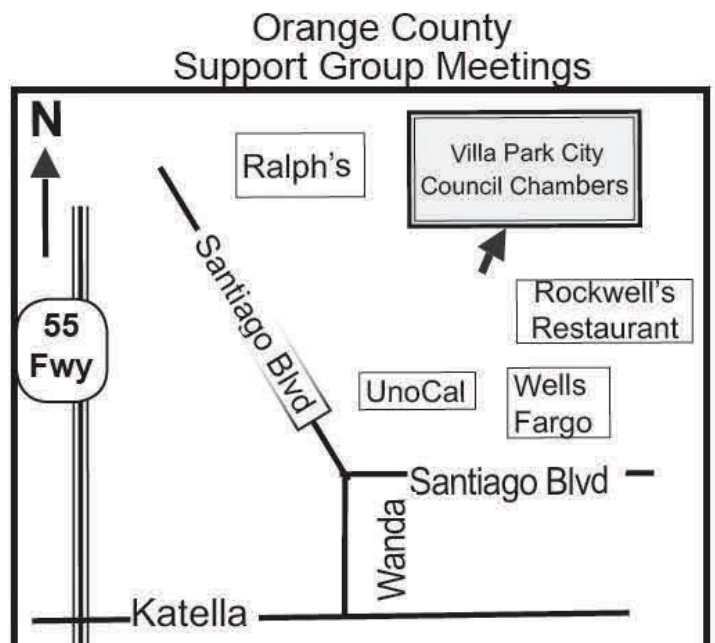 Orange County
Support Group Meetings
N
Ralph's
Villa Park City
Council Chambers
Santiago Blvd
55
Fwy
Rockwell's
Restaurant
UnoCal
Wells
Fargo
Santiago Blvd
Wanda
Katella